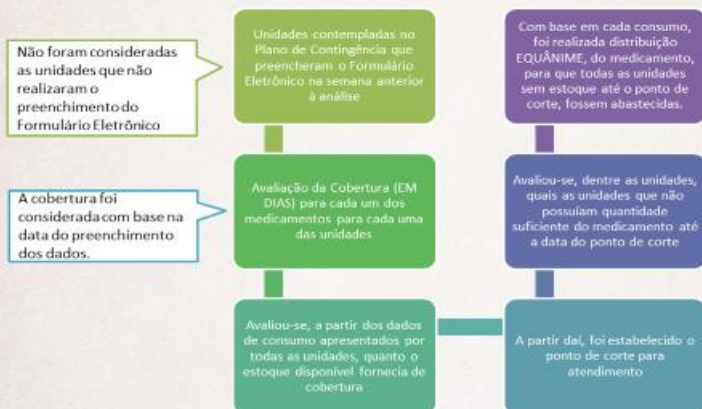 Não foram consideradas
as unidades que não
realizaram o
preenchimento do
Formulário Eletrônico
Unidades contempladas no
Plano de Contingência que
preencheram o Formulário
Eletrônico na semana anterior
à análise
A cobertura foi
considerada com base na
data do preenchimento
dos dados.
Avaliação da Cobertura (EM
DIAS) para cada um dos
medicamentos para cada uma
das unidades
Avaliou-se, a partir dos dados
de consumo apresentados por
todas as unidades, quanto o
estoque disponível fornecia de
cobertura
A partir daí, foi estabelecido o
ponto de corte para
atendimento
Avaliou-se, dentre as unidades,
quais as unidades que não
possuíam quantidade
suficiente do medicamento até
a data do ponto de corte
Com base em cada consumo,
foi realizada distribuição
EQUÂNIME, do medicamento,
para que todas as unidades
sem estoque até o ponto de
corte, fossem abastecidas.